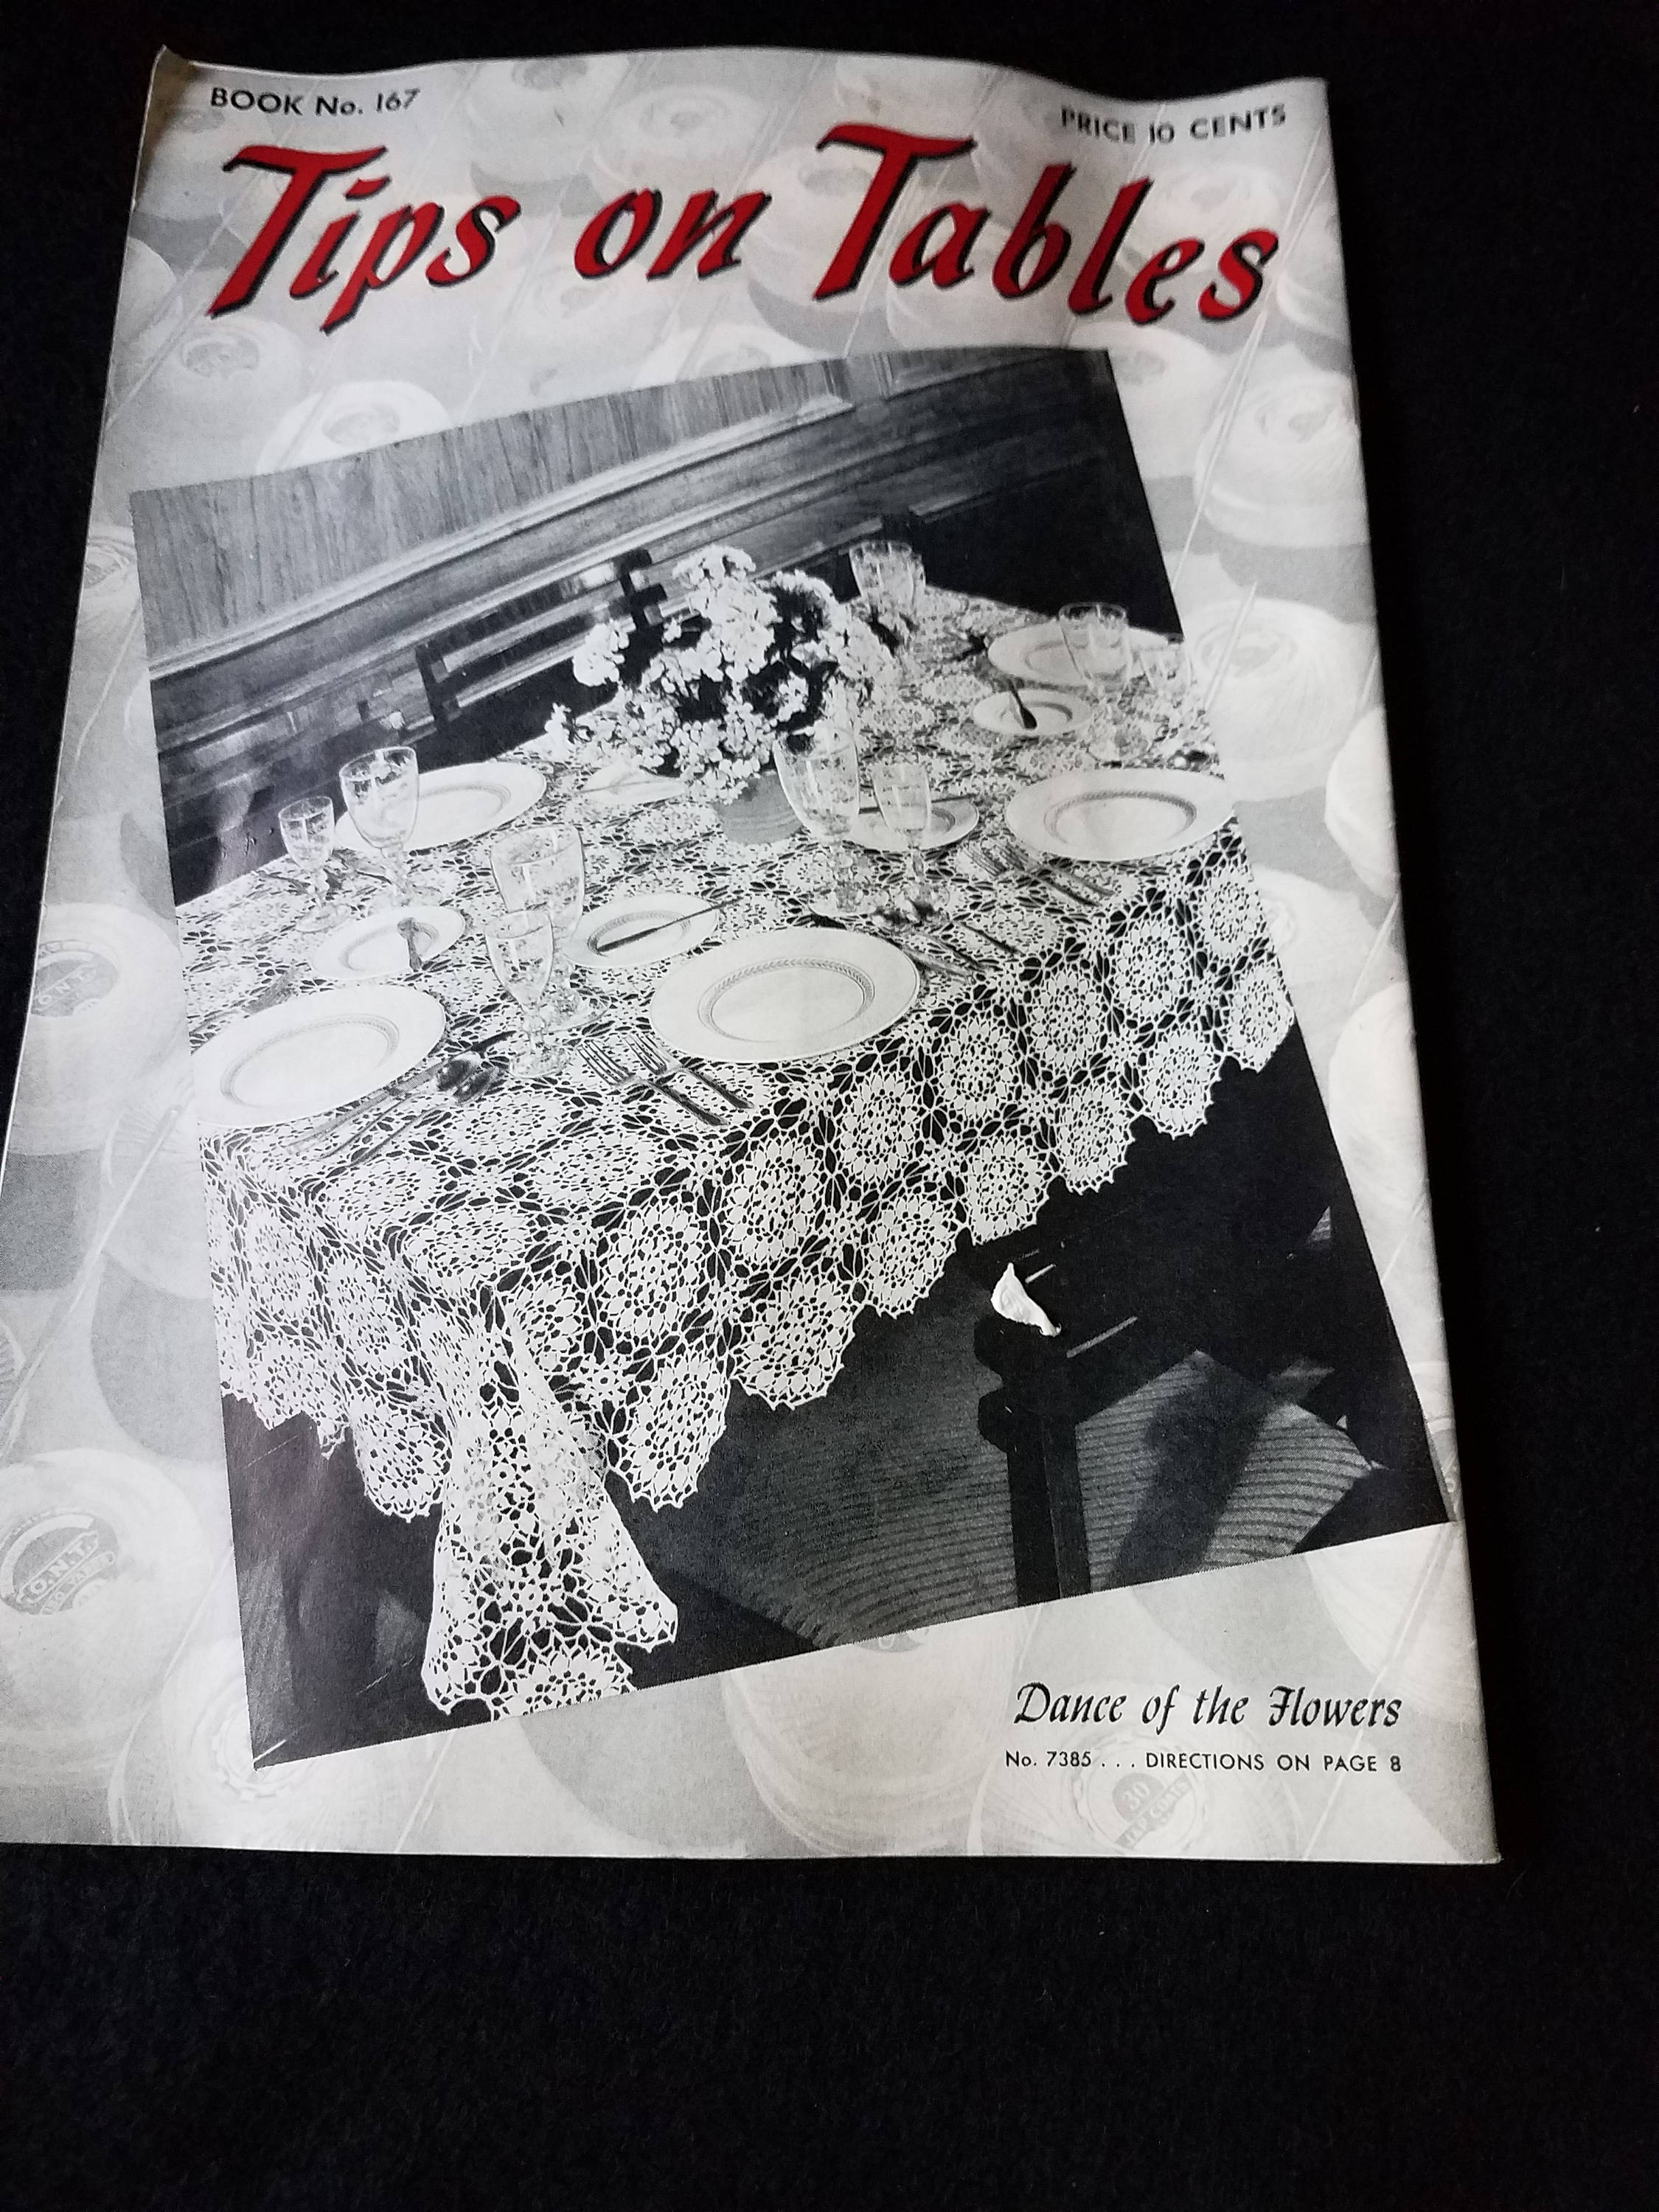 BOOK No. 167
PRICE 10 CENTS
Tips on Tables
O.N.T.
O.N.T.
Dance of the Flowers
No. 7385 . . . DIRECTIONS ON PAGE 8
30